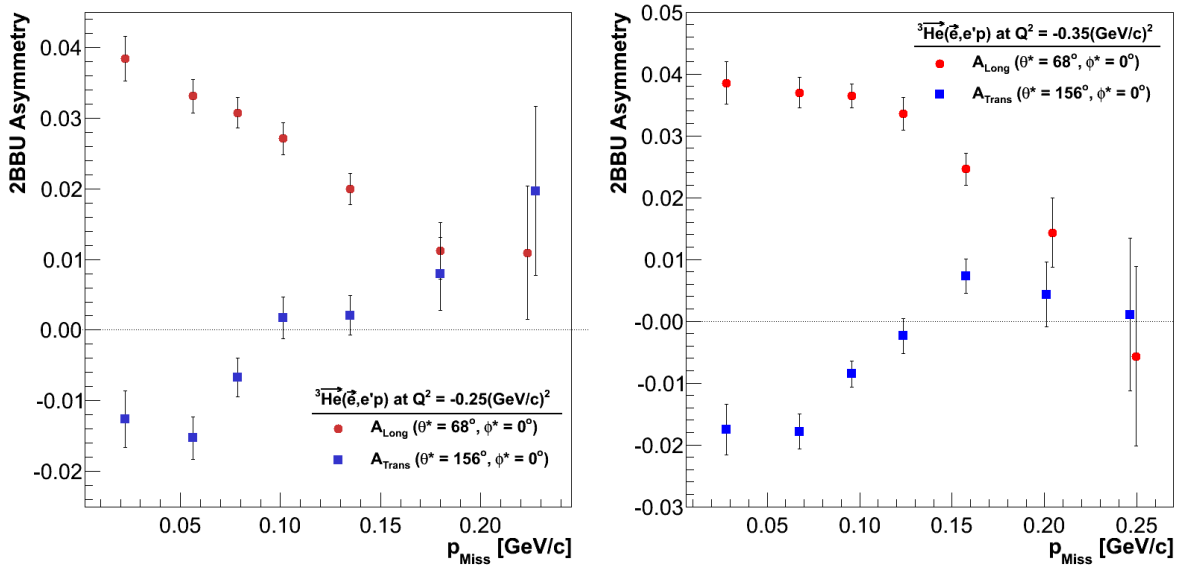 2BBU Asymmetry
0.04
0.03
0.02
0.01
0.00
-0.01
-0.02
³He(e,e'p) at Q² = -0.25(GeV/c)²
A_Long (θ* = 68°, ϕ* = 0°)
A_Trans (θ* = 156°, ϕ* = 0°)
0.05 0.10 0.15 0.20
p_Miss [GeV/c]
2BBU Asymmetry
0.05
0.04
0.03
0.02
0.01
-0.00
-0.01
-0.02
-0.03
³He(e,e'p) at Q² = -0.35(GeV/c)²
A_Long (θ* = 68°, ϕ* = 0°)
A_Trans (θ* = 156°, ϕ* = 0°)
0.05 0.10 0.15 0.20 0.25
p_Miss [GeV/c]